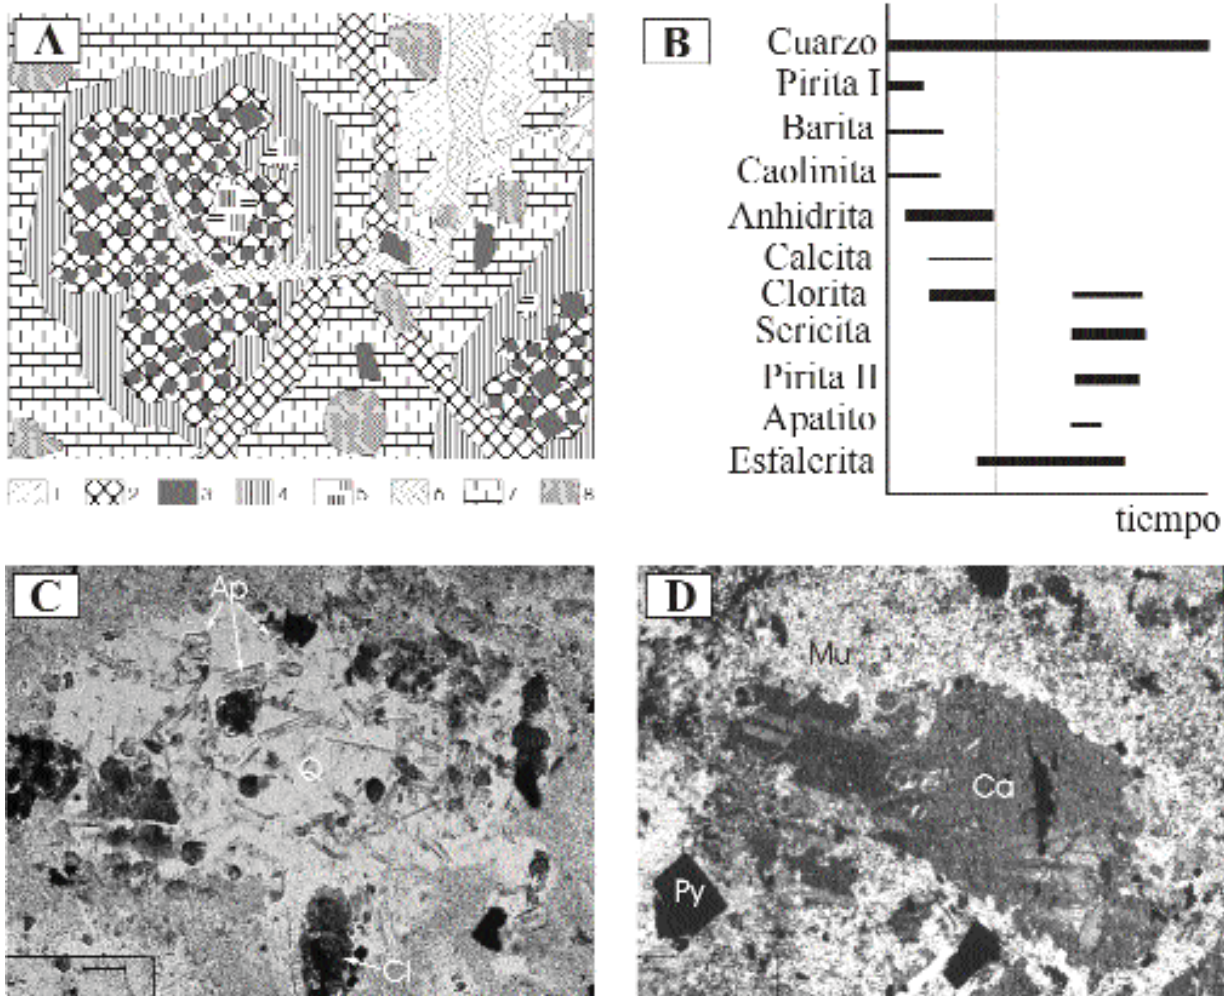 A
1 2 3 4 5 6 7 8
B
Cuarzo
Pirita I
Barita
Caolinita
Anhidrita
Calcita
Clorita
Sericita
Pirita II
Apatito
Esfalerita
tiempo
C
Ap
Q
Cl
D
Mu
Ca
Py